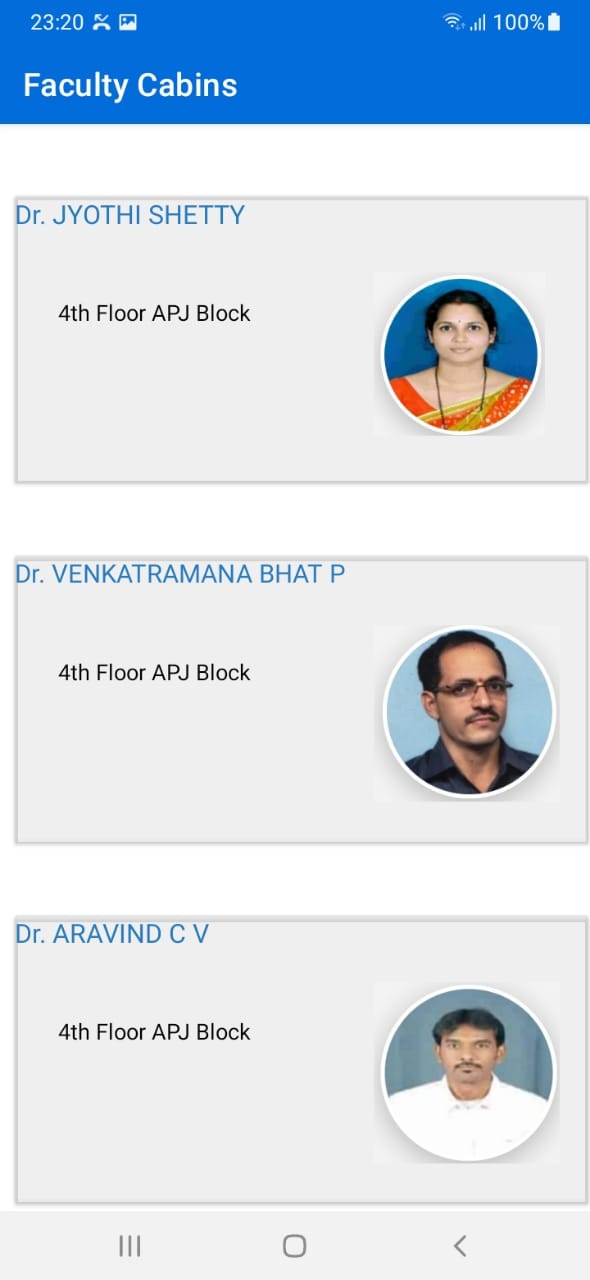 23:20 100%
Faculty Cabins
Dr. JYOTHI SHETTY
4th Floor APJ Block
Dr. VENKATRAMANA BHAT P
4th Floor APJ Block
Dr. ARAVIND C V
4th Floor APJ Block